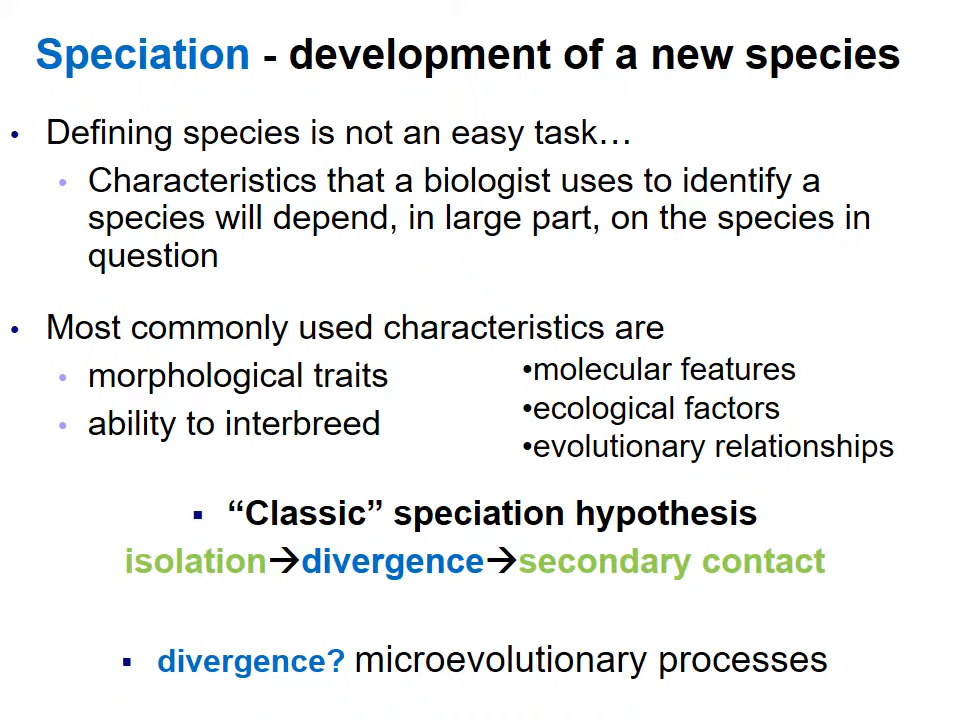 Speciation - development of a new species
• Defining species is not an easy task…
• Characteristics that a biologist uses to identify a
species will depend, in large part, on the species in
question
• Most commonly used characteristics are
• morphological traits
• ability to interbreed
•molecular features
•ecological factors
•evolutionary relationships
▪ “Classic” speciation hypothesis
isolation→divergence→secondary contact
▪ divergence? microevolutionary processes